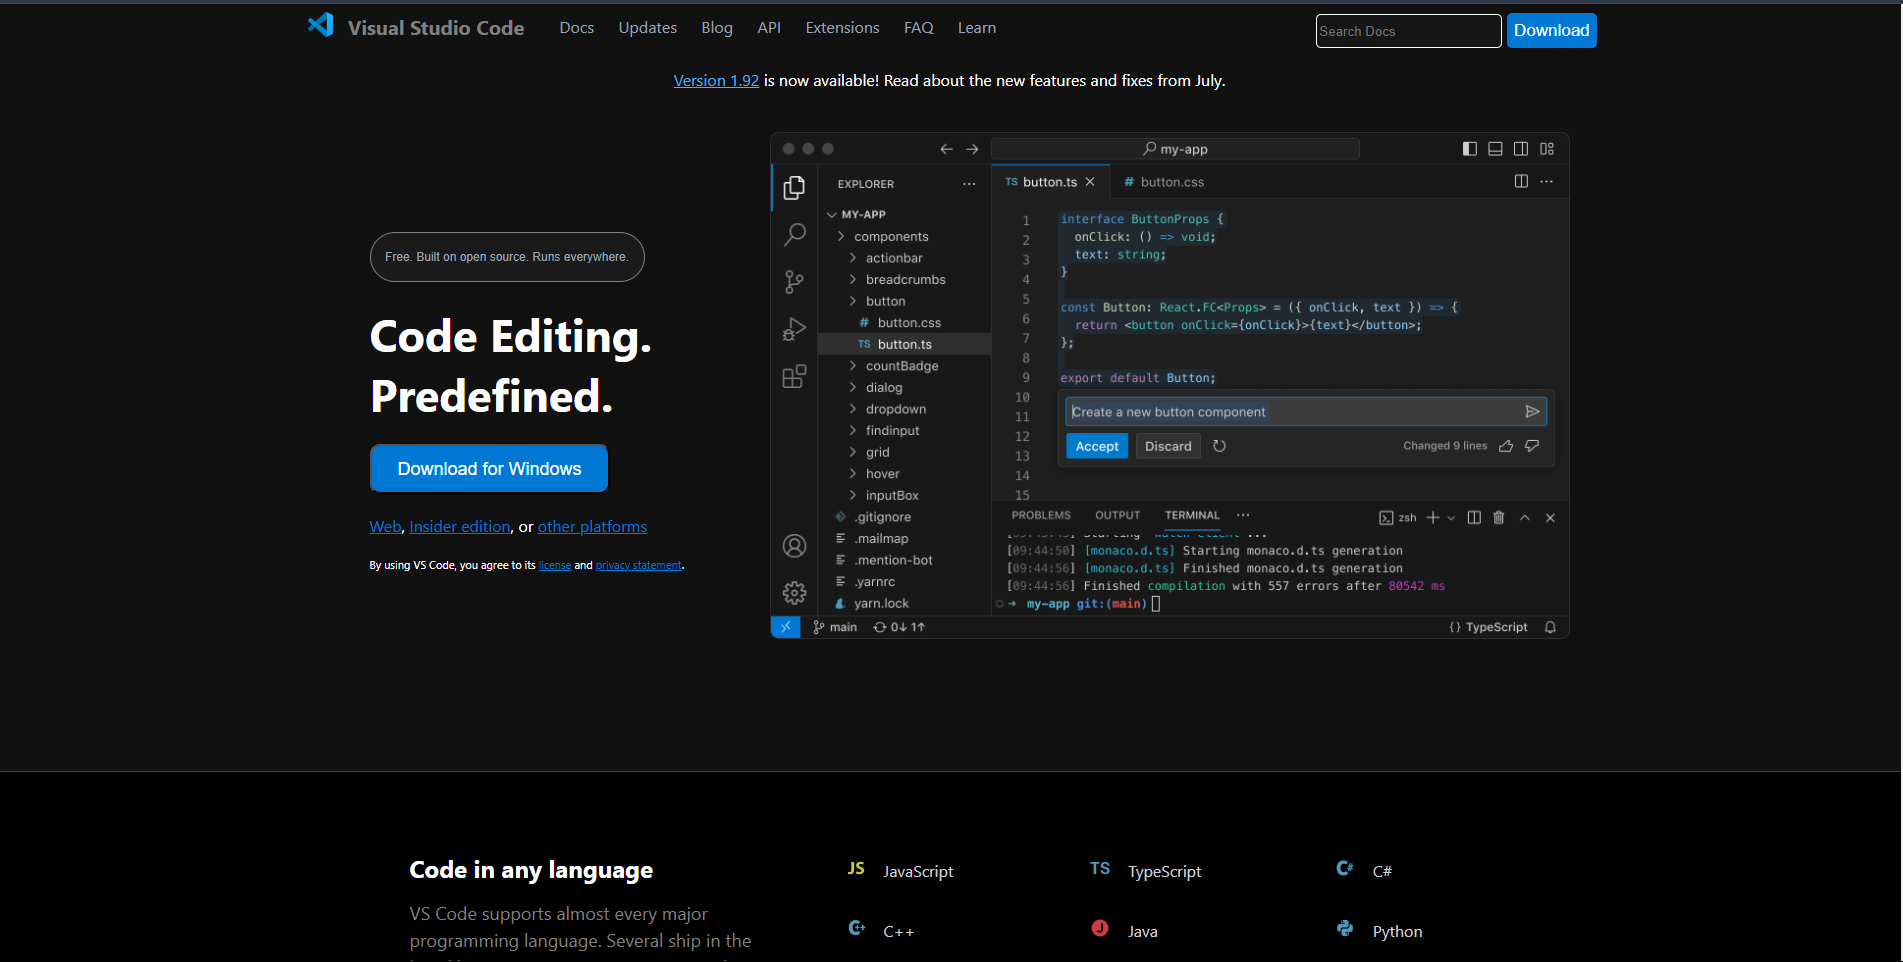 Visual Studio Code Docs Updates Blog API Extensions FAQ Learn Search Docs Download
Version 1.92 is now available! Read about the new features and fixes from July.
Free. Built on open source. Runs everywhere.
Code Editing.
Predefined.
Download for Windows
Web, Insider edition, or other platforms
By using VS Code, you agree to its license and privacy statement.
my-app
EXPLORER
MY-APP
components
actionbar
breadcrumbs
button
# button.css
TS button.ts
countBadge
dialog
dropdown
findinput
grid
hover
inputBox
.gitignore
.mailmap
.mention-bot
.yarnrc
yarn.lock
TS button.ts # button.css
1 interface ButtonProps {
2 onClick: () => void;
3 text: string;
4 }
5
6 const Button: React.FC<Props> = ({ onClick, text }) => {
7 return <button onClick={onClick}>{text}</button>;
8 };
9 export default Button;
10
11 Create a new button component
12
13 Accept Discard Changed 9 lines
14
15
PROBLEMS OUTPUT TERMINAL zsh
[09:44:50] [monaco.d.ts] Starting monaco.d.ts generation
[09:44:56] [monaco.d.ts] Finished monaco.d.ts generation
[09:44:56] Finished compilation with 557 errors after 80542 ms
my-app git:(main)
main 0↓ 1↑ {} TypeScript
Code in any language
VS Code supports almost every major
programming language. Several ship in the
JS JavaScript TS TypeScript C# C#
C++ C++ J Java Python